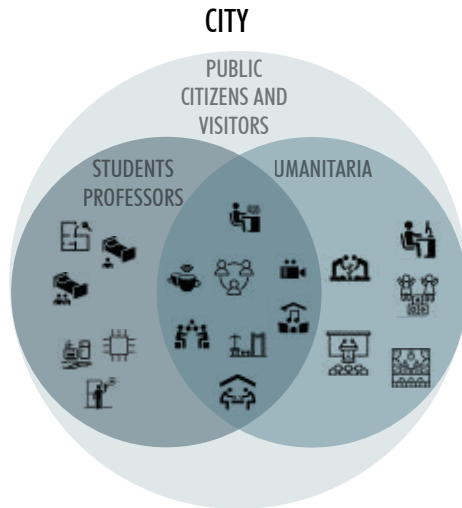 CITY
PUBLIC
CITIZENS AND
VISITORS
STUDENTS
PROFESSORS
UMANITARIA